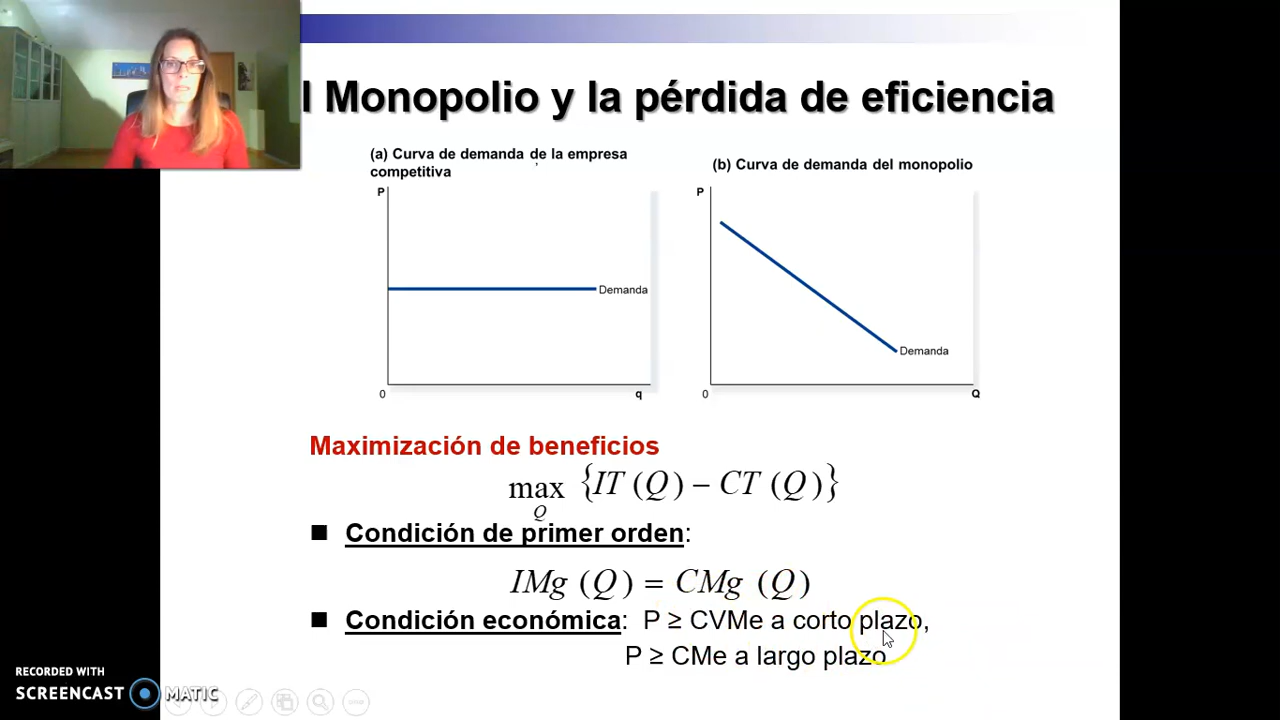 l Monopolio y la pérdida de eficiencia
(a) Curva de demanda de la empresa
competitiva
P
Demanda
0
q
(b) Curva de demanda del monopolio
P
Demanda
0
Q
Maximización de beneficios
max {IT (Q) − CT (Q)}
Q
■ Condición de primer orden:
IMg (Q) = CMg (Q)
■ Condición económica: P ≥ CVMe a corto plazo,
P ≥ CMe a largo plazo
RECORDED WITH
SCREENCAST MATIC